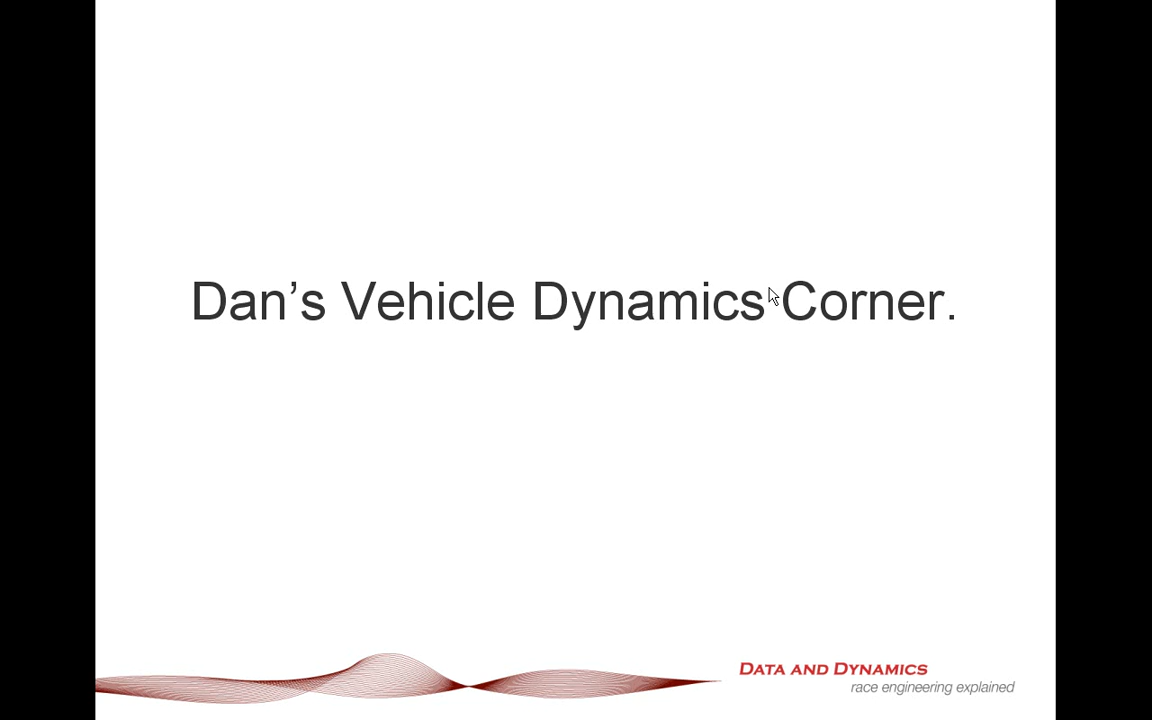 Dan’s Vehicle Dynamics Corner.
DATA AND DYNAMICS
race engineering explained